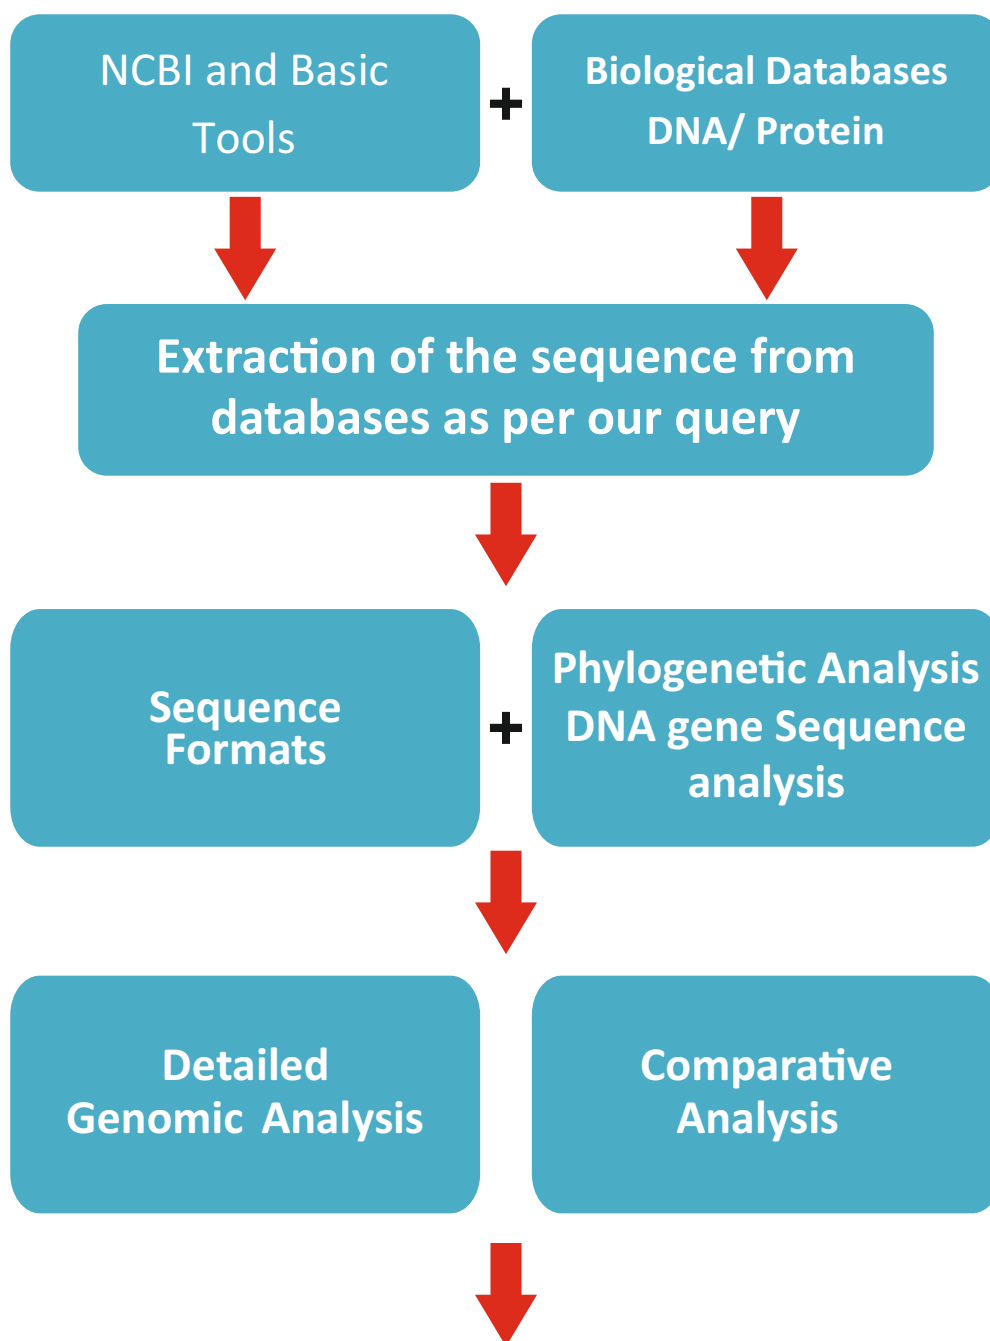 NCBI and Basic
Tools
+
Biological Databases
DNA/ Protein
Extraction of the sequence from
databases as per our query
Sequence
Formats
+
Phylogenetic Analysis
DNA gene Sequence
analysis
Detailed
Genomic Analysis
Comparative
Analysis